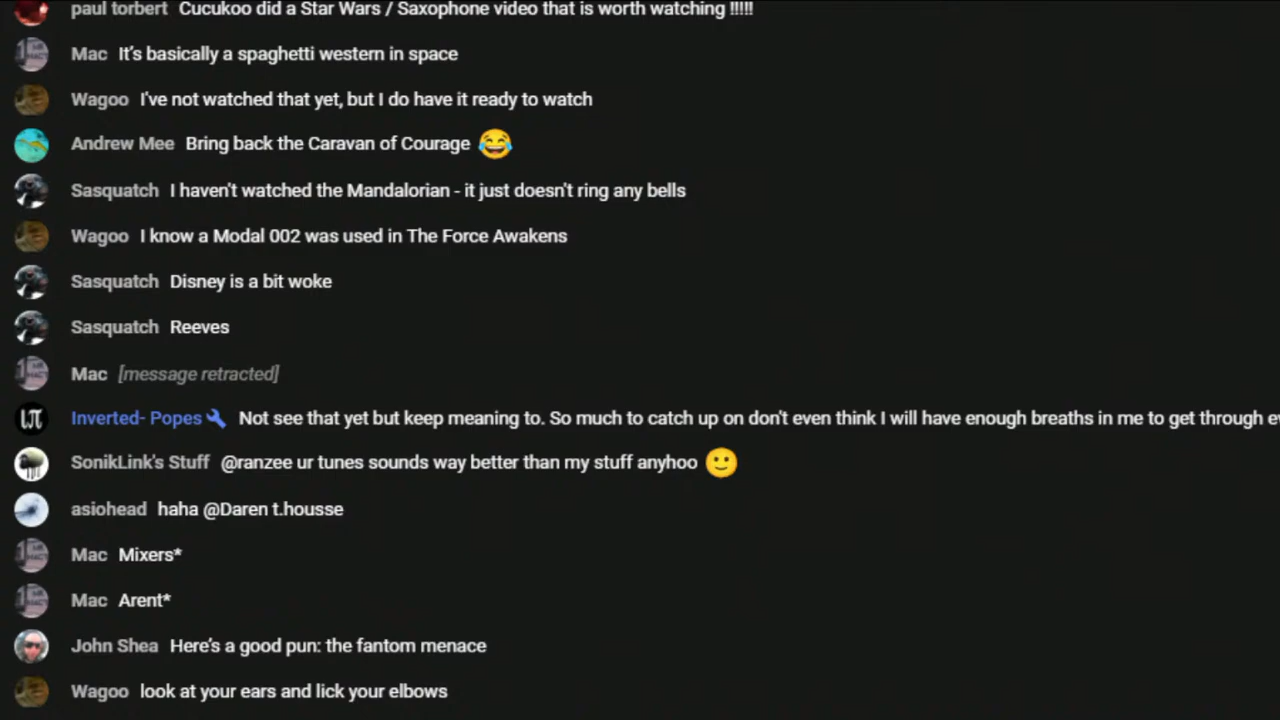 paul torbert Cucukoo did a Star Wars / Saxophone video that is worth watching !!!!!
Mac It's basically a spaghetti western in space
Wagoo I've not watched that yet, but I do have it ready to watch
Andrew Mee Bring back the Caravan of Courage 😂
Sasquatch I haven't watched the Mandalorian - it just doesn't ring any bells
Wagoo I know a Modal 002 was used in The Force Awakens
Sasquatch Disney is a bit woke
Sasquatch Reeves
Mac [message retracted]
Inverted- Popes Not see that yet but keep meaning to. So much to catch up on don't even think I will have enough breaths in me to get through
SonikLink's Stuff @ranzee ur tunes sounds way better than my stuff anyhoo 🙂
asiohead haha @Daren t.housse
Mac Mixers*
Mac Arent*
John Shea Here's a good pun: the fantom menace
Wagoo look at your ears and lick your elbows